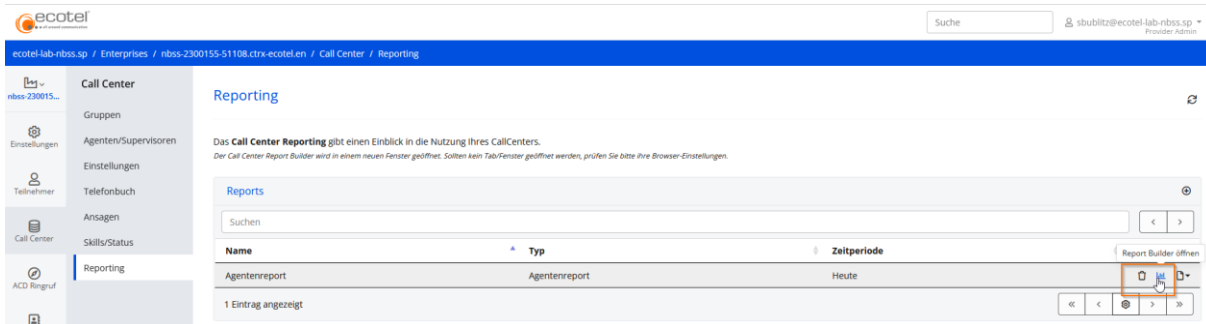 ecotel
Suche
sbublitz@ecotel-lab-nbss.sp
Provider Admin
ecotel-lab-nbss.sp / Enterprises / nbss-2300155-51108.ctrx-ecotel.en / Call Center / Reporting
nbss-230015...
Einstellungen
Teilnehmer
Call Center
ACD Ringruf
Call Center
Gruppen
Agenten/Supervisoren
Einstellungen
Telefonbuch
Ansagen
Skills/Status
Reporting
Reporting
Das Call Center Reporting gibt einen Einblick in die Nutzung Ihres CallCenters.
Der Call Center Report Builder wird in einem neuen Fenster geöffnet. Sollten kein Tab/Fenster geöffnet werden, prüfen Sie bitte ihre Browser-Einstellungen.
Reports
Suchen
< >
Name Typ Zeitperiode
Report Builder öffnen
Agentenreport Agentenreport Heute
1 Eintrag angezeigt
« < > »